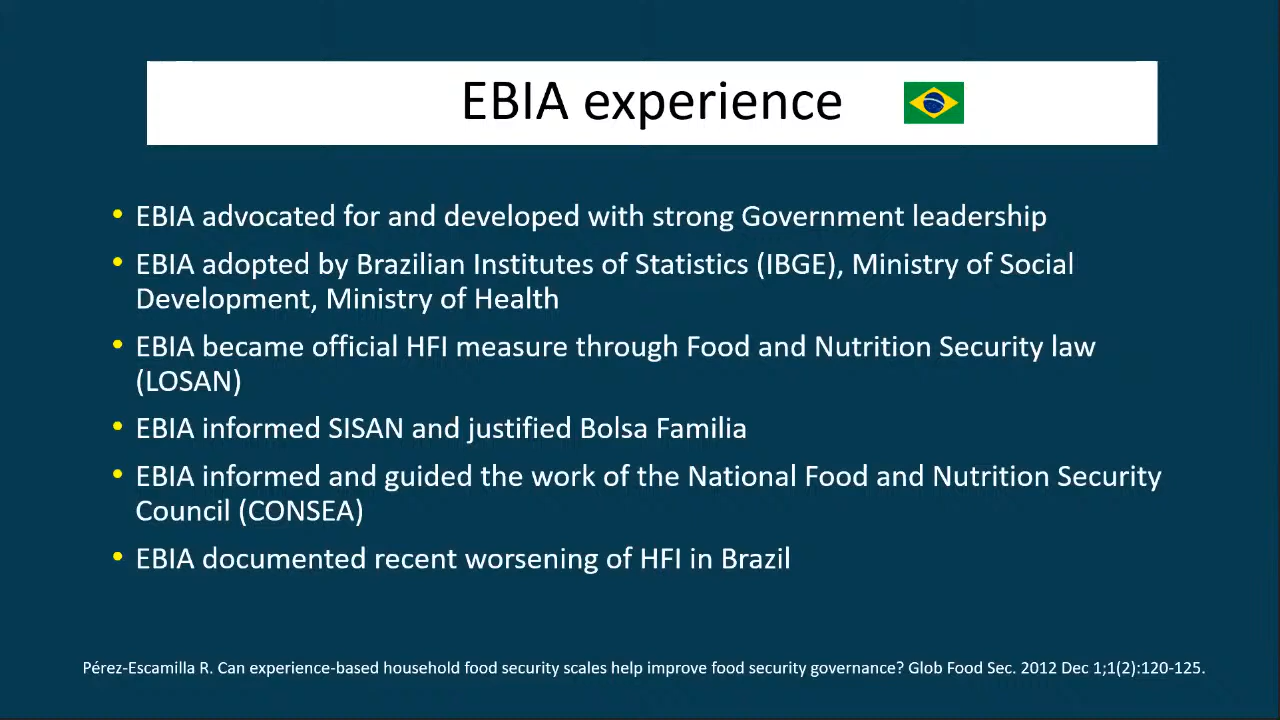 EBIA experience
• EBIA advocated for and developed with strong Government leadership
• EBIA adopted by Brazilian Institutes of Statistics (IBGE), Ministry of Social
Development, Ministry of Health
• EBIA became official HFI measure through Food and Nutrition Security law
(LOSAN)
• EBIA informed SISAN and justified Bolsa Familia
• EBIA informed and guided the work of the National Food and Nutrition Security
Council (CONSEA)
• EBIA documented recent worsening of HFI in Brazil
Pérez-Escamilla R. Can experience-based household food security scales help improve food security governance? Glob Food Sec. 2012 Dec 1;1(2):120-125.